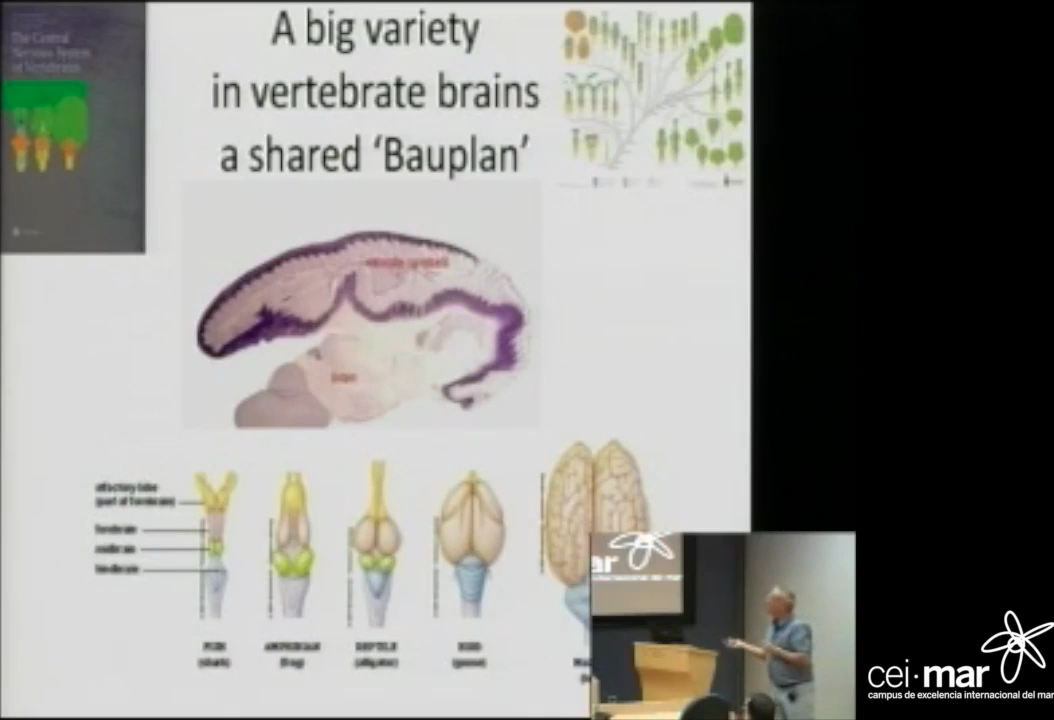 The Central
Nervous System
of Vertebrates
A big variety
in vertebrate brains
a shared ‘Bauplan’
olfactory lobe
(part of forebrain)
forebrain
midbrain
hindbrain
FISH
(shark)
AMPHIBIAN
(frog)
REPTILE
(alligator)
BIRD
(goose)
ar
cei·mar
campus de excelencia internacional del mar